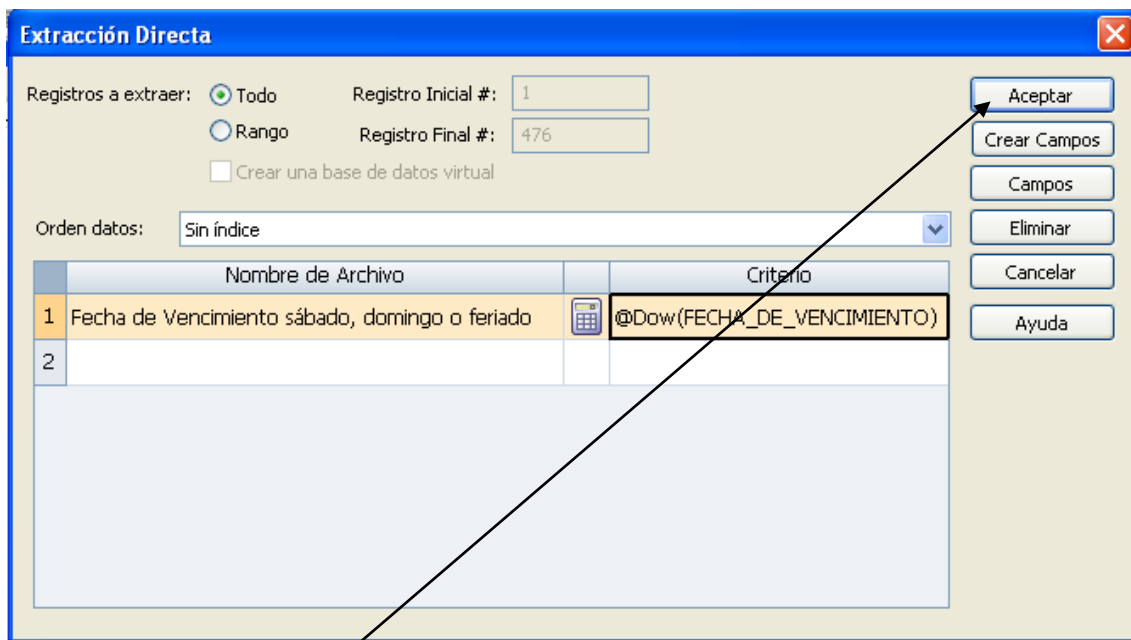 Extracción Directa
Registros a extraer: Todo Registro Inicial #: 1
Rango Registro Final #: 476
Crear una base de datos virtual
Orden datos: Sin índice
Aceptar
Crear Campos
Campos
Eliminar
Cancelar
Ayuda
Nombre de Archivo Criterio
1 Fecha de Vencimiento sábado, domingo o feriado @Dow(FECHA_DE_VENCIMIENTO)
2